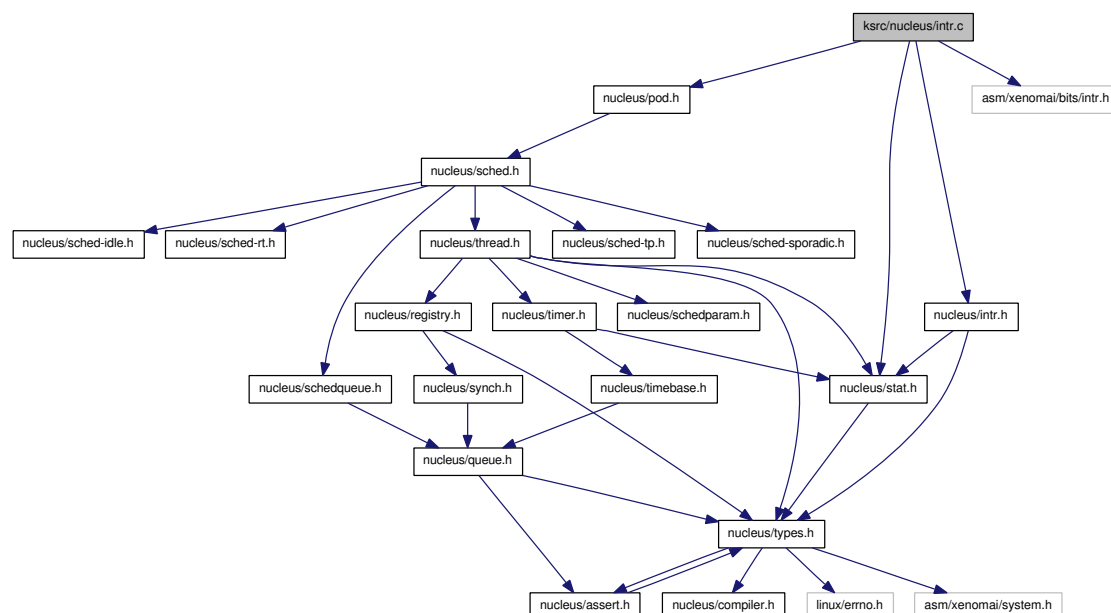 ksrc/nucleus/intr.c
nucleus/pod.h
asm/xenomai/bits/intr.h
nucleus/sched.h
nucleus/sched-idle.h
nucleus/sched-rt.h
nucleus/thread.h
nucleus/sched-tp.h
nucleus/sched-sporadic.h
nucleus/registry.h
nucleus/timer.h
nucleus/schedparam.h
nucleus/intr.h
nucleus/schedqueue.h
nucleus/synch.h
nucleus/timebase.h
nucleus/stat.h
nucleus/queue.h
nucleus/types.h
nucleus/assert.h
nucleus/compiler.h
linux/errno.h
asm/xenomai/system.h